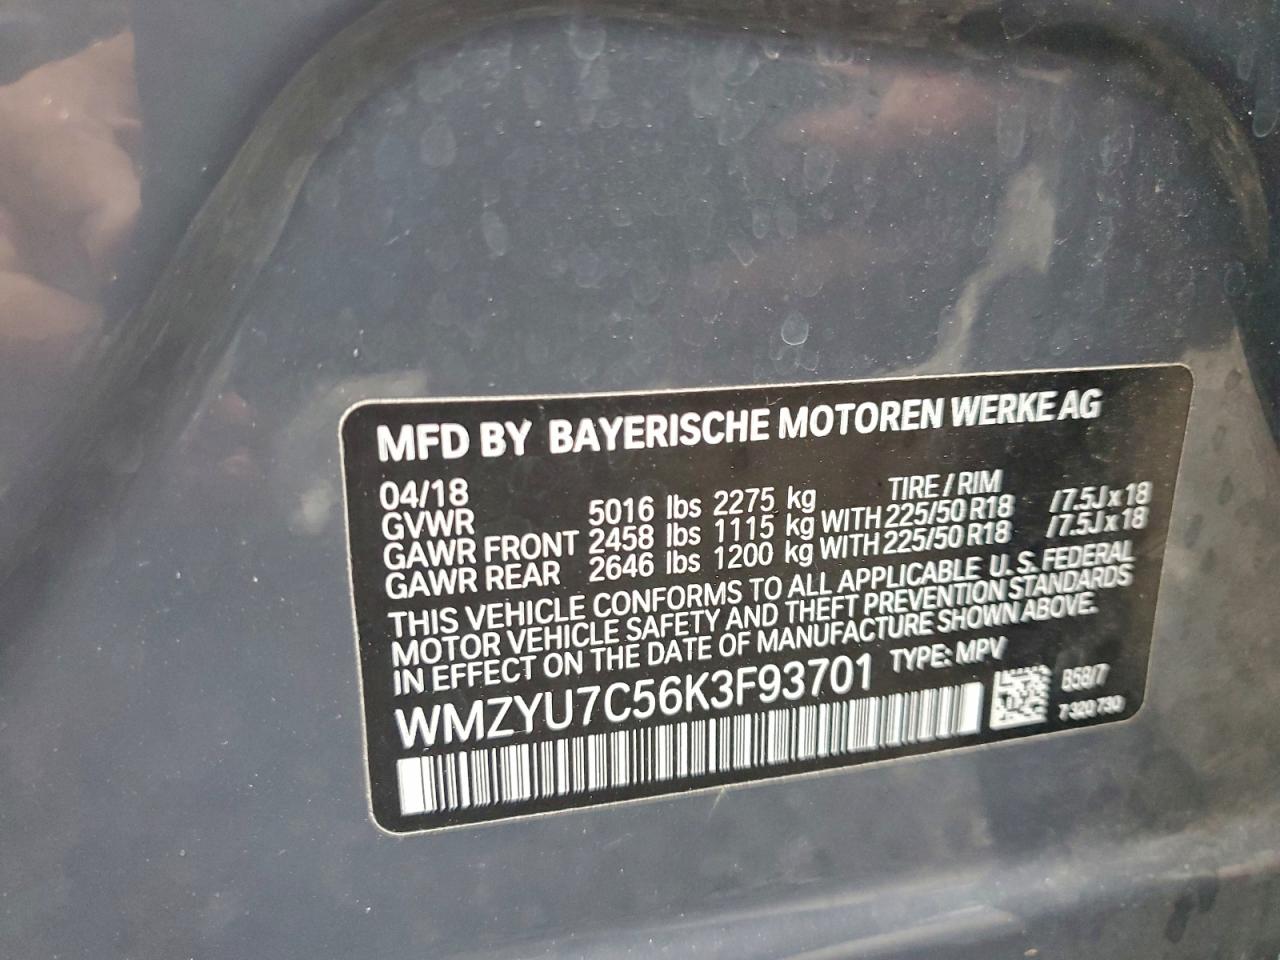 MFD BY BAYERISCHE MOTOREN WERKE AG
04/18 TIRE / RIM
GVWR 5016 lbs 2275 kg
GAWR FRONT 2458 lbs 1115 kg WITH 225/50 R18 /7.5J x 18
GAWR REAR 2646 lbs 1200 kg WITH 225/50 R18 /7.5J x 18
THIS VEHICLE CONFORMS TO ALL APPLICABLE U.S. FEDERAL
MOTOR VEHICLE SAFETY AND THEFT PREVENTION STANDARDS
IN EFFECT ON THE DATE OF MANUFACTURE SHOWN ABOVE.
WMZYU7C56K3F93701 TYPE: MPV
B58/7
7 320 730